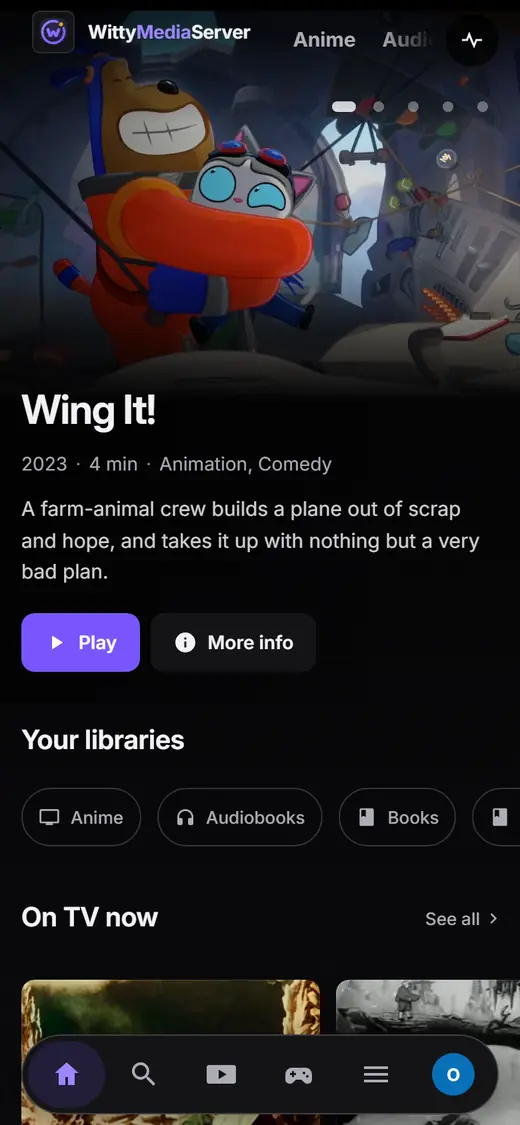 WittyMediaServer
Anime
Wing It!
2023 · 4 min · Animation, Comedy
A farm-animal crew builds a plane out of scrap
and hope, and takes it up with nothing but a very
bad plan.
Play
More info
Your libraries
Anime
Audiobooks
Books
On TV now
See all
O